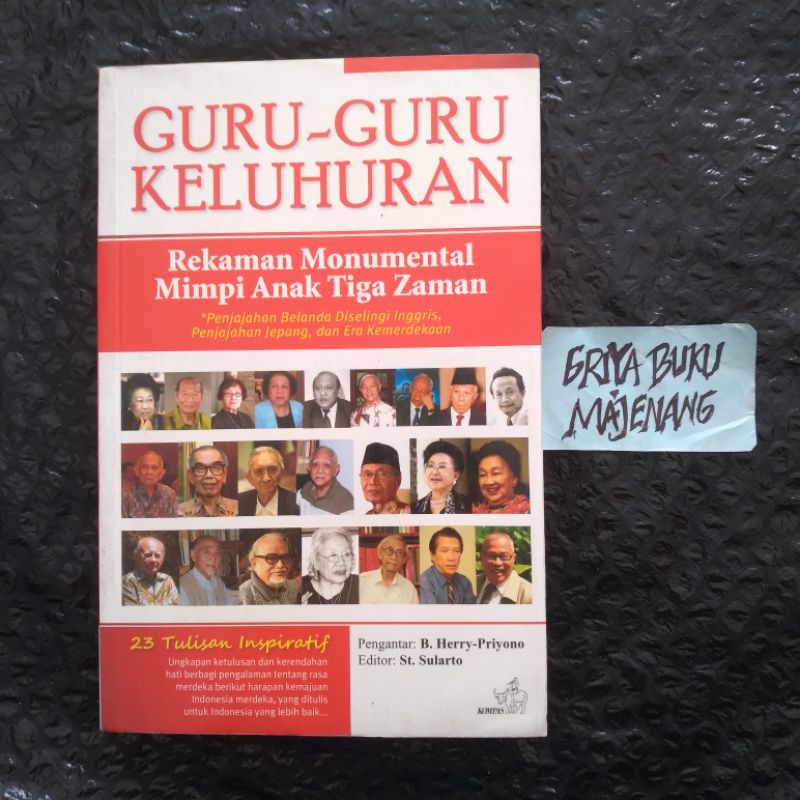 GURU-GURU
KELUHURAN
Rekaman Monumental
Mimpi Anak Tiga Zaman
*Penjajahan Belanda Diselingi Inggris,
Penjajahan Jepang, dan Era Kemerdekaan
GRIYA BUKU
MAJENANG
23 Tulisan Inspiratif
Ungkapan ketulusan dan kerendahan
hati berbagi pengalaman tentang rasa
merdeka berikut harapan kemajuan
Indonesia merdeka, yang ditulis
untuk Indonesia yang lebih baik...
Pengantar: B. Herry-Priyono
Editor: St. Sularto
KOMPAS